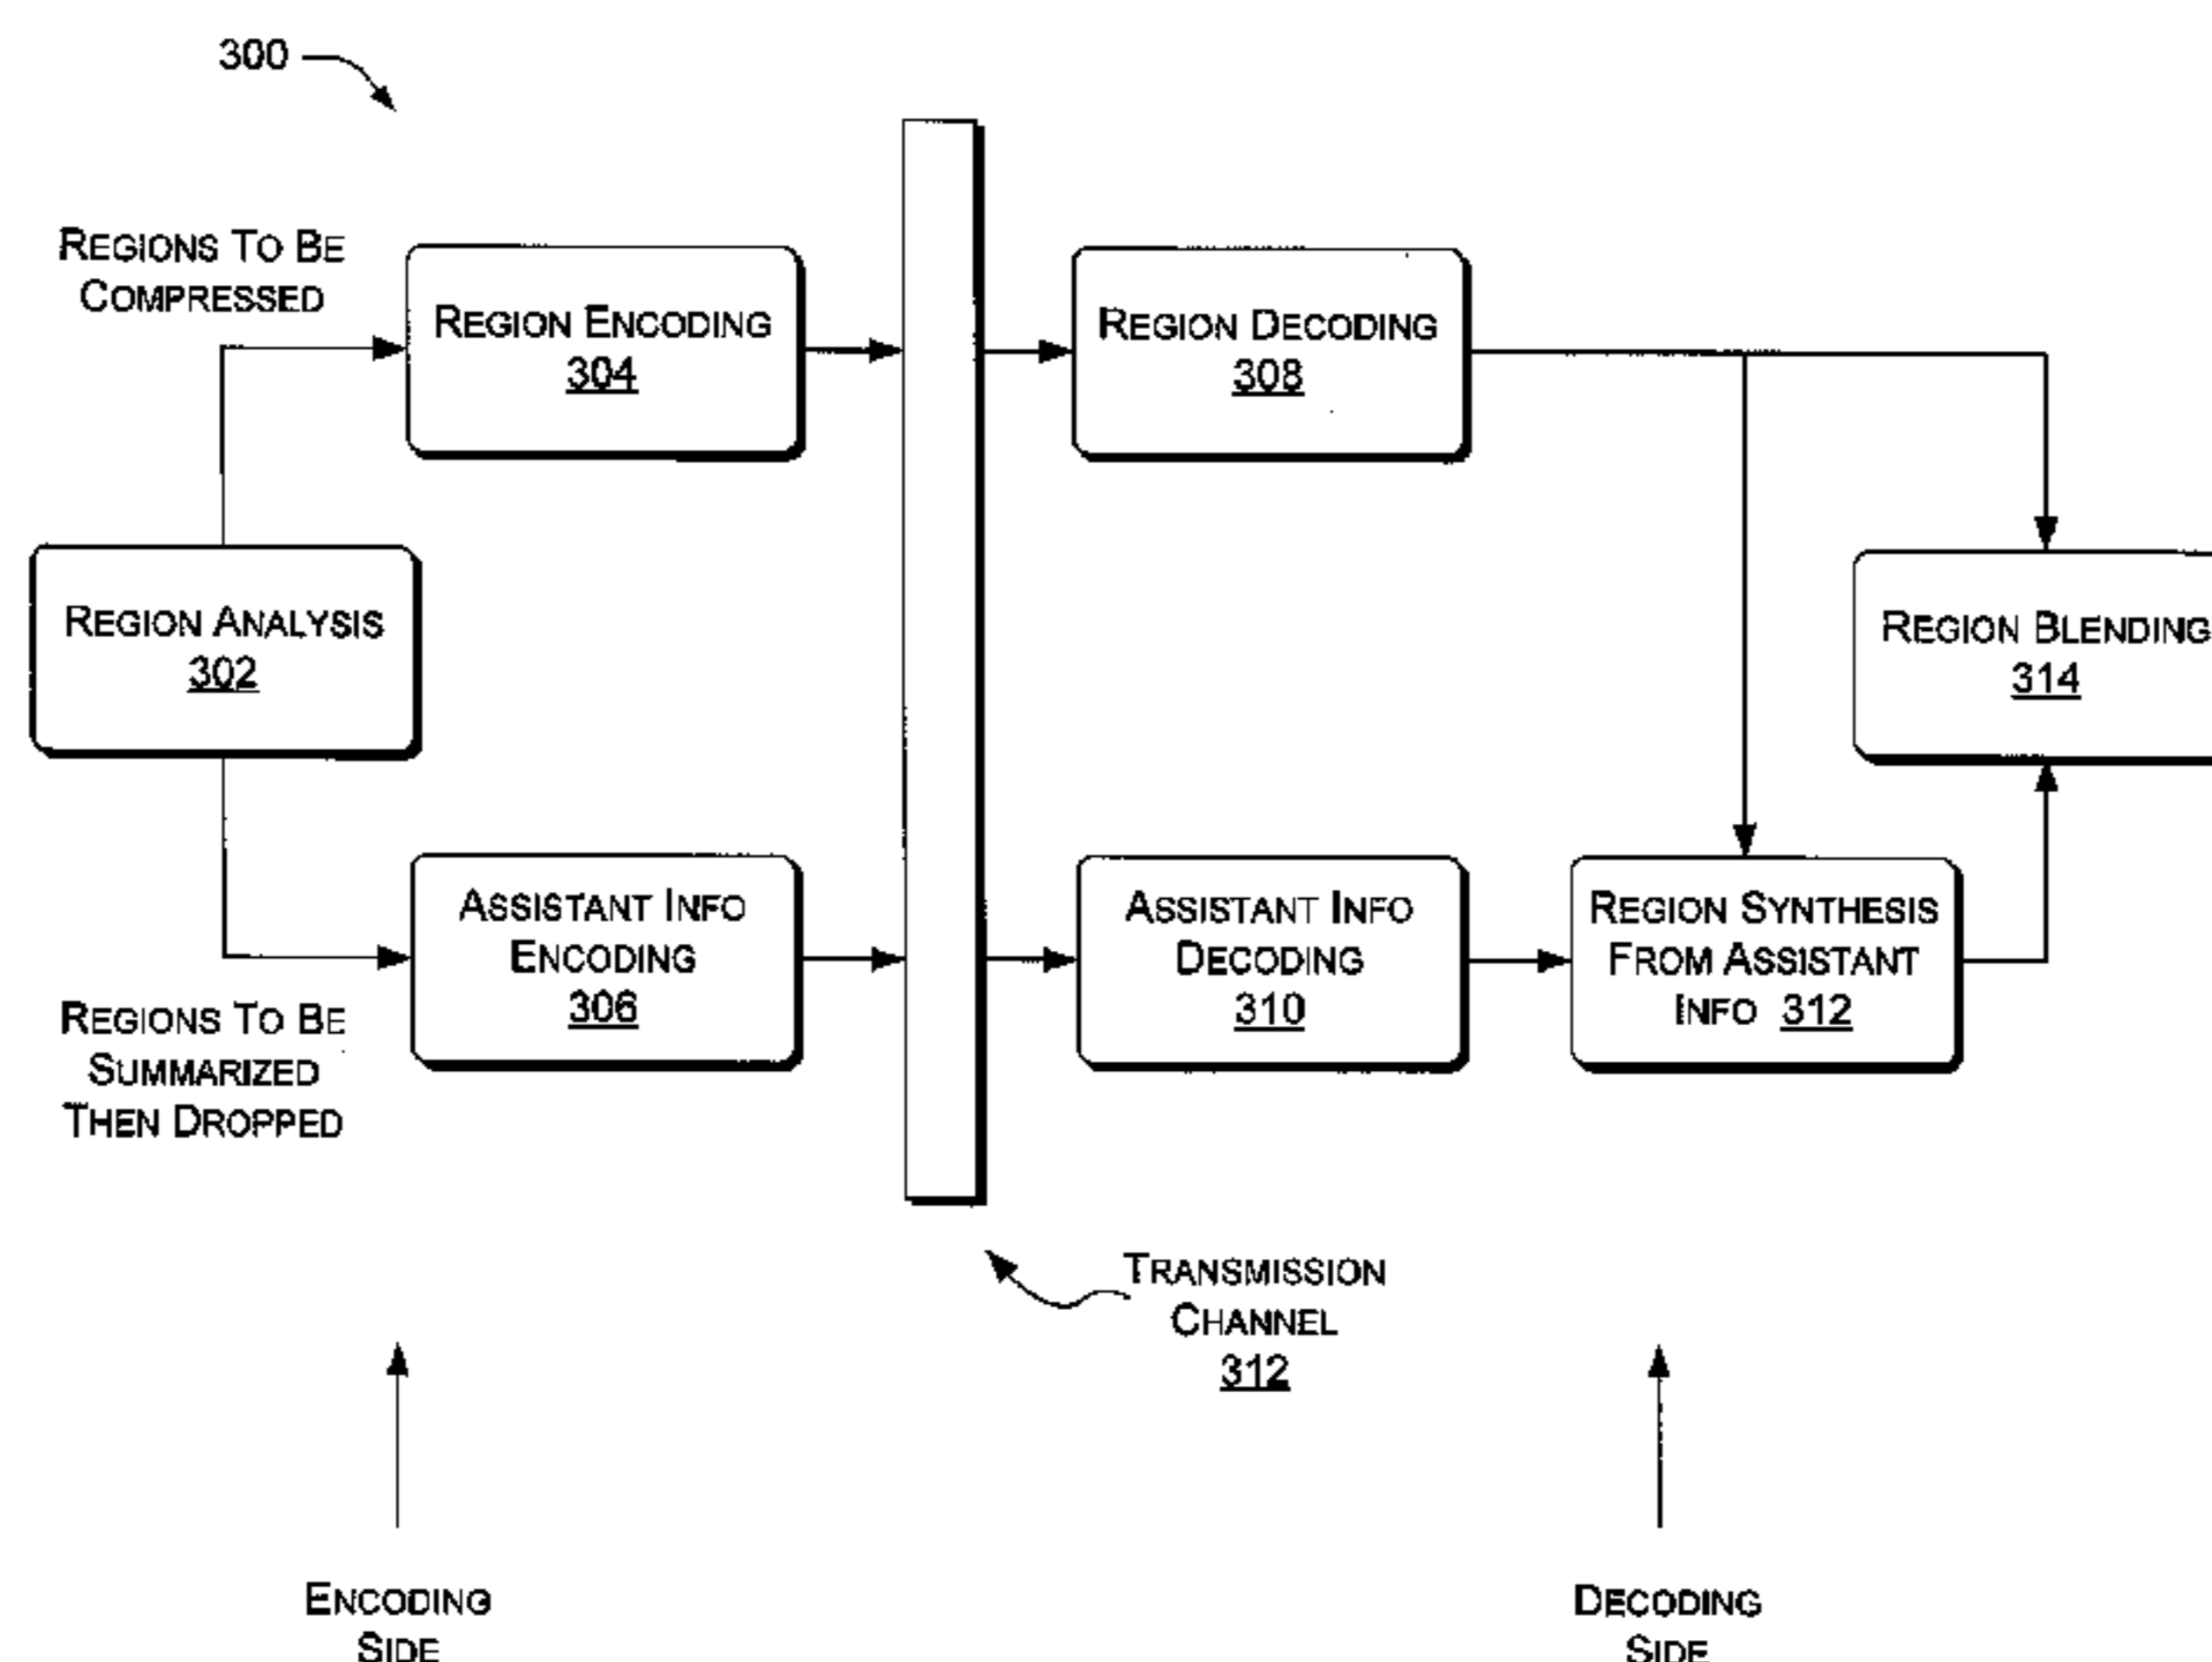 300
REGIONS TO BE
COMPRESSED
REGION ENCODING
304
REGION DECODING
308
REGION ANALYSIS
302
REGION BLENDING
314
ASSISTANT INFO
ENCODING
306
ASSISTANT INFO
DECODING
310
REGION SYNTHESIS
FROM ASSISTANT
INFO 312
REGIONS TO BE
SUMMARIZED
THEN DROPPED
TRANSMISSION
CHANNEL
312
ENCODING
SIDE
DECODING
SIDE